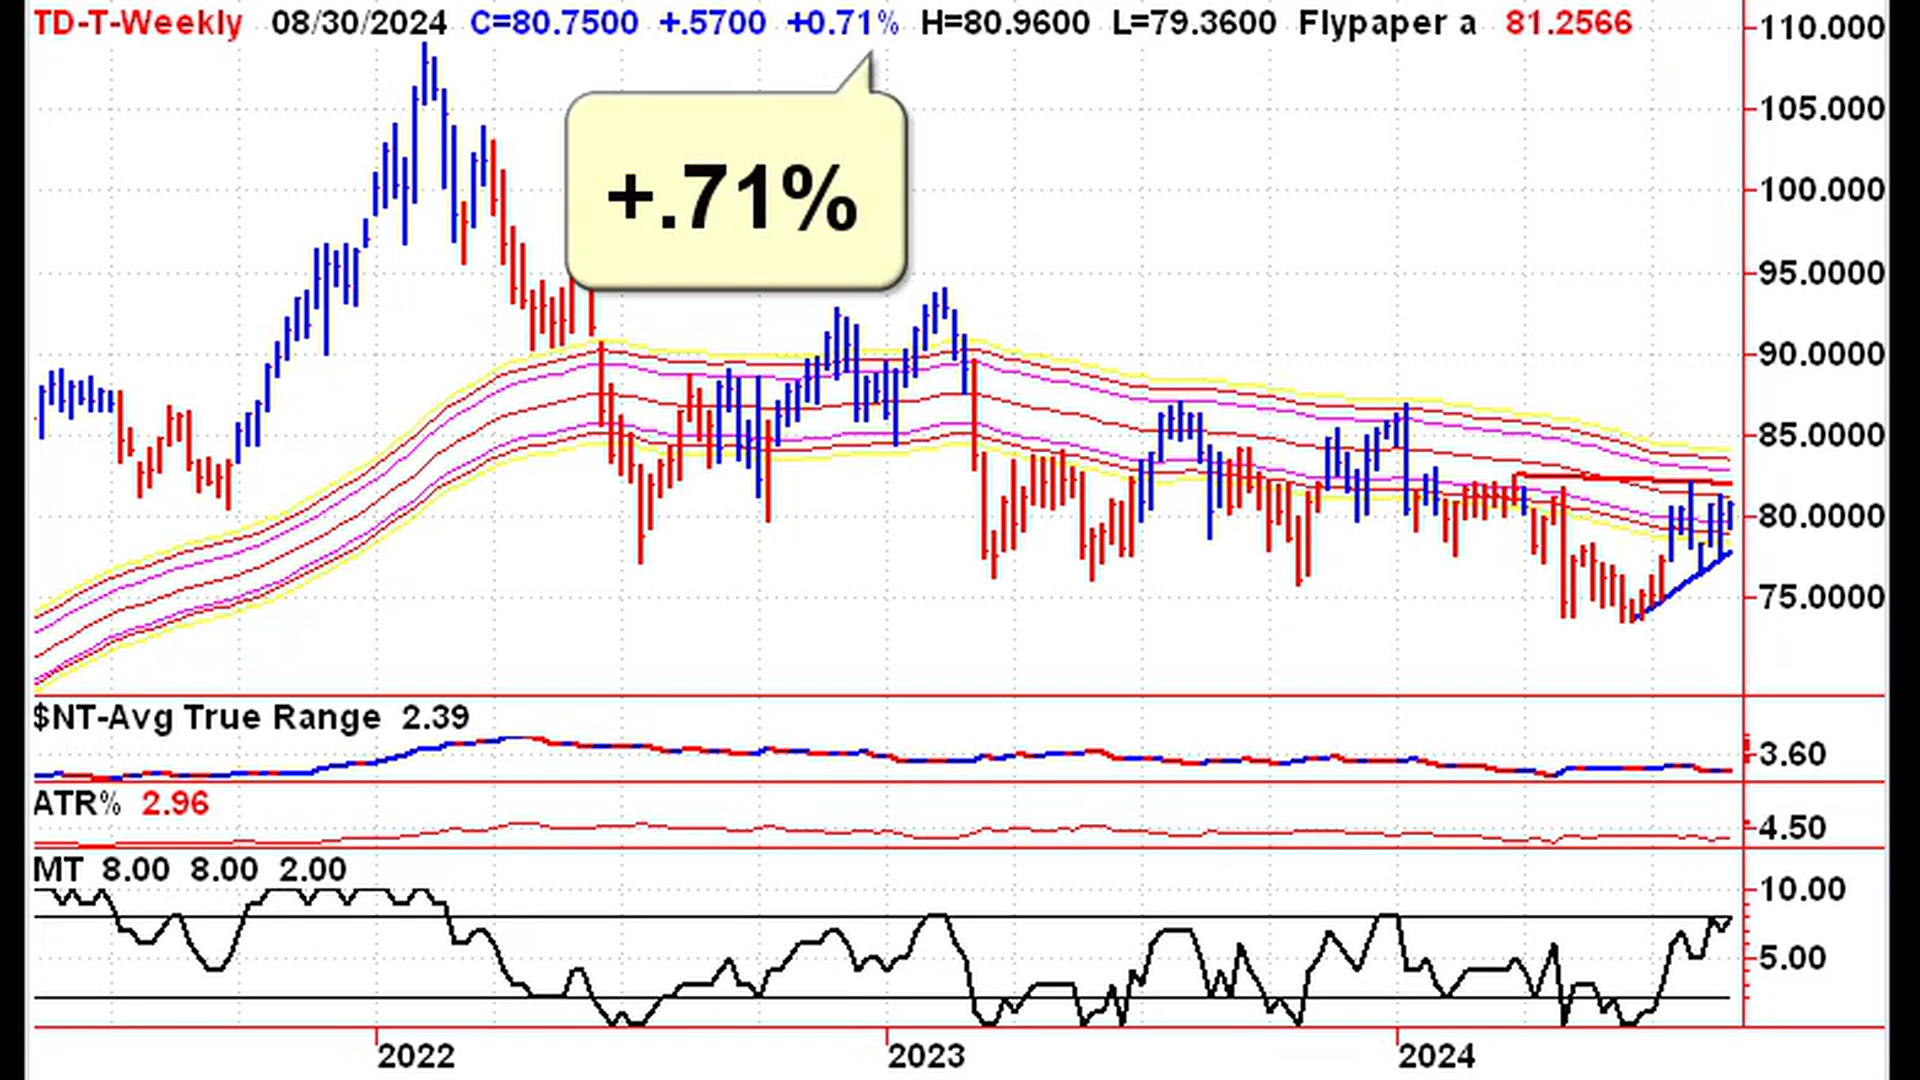 TD-T-Weekly 08/30/2024 C=80.7500 +.5700 +0.71% H=80.9600 L=79.3600 Flypaper a 81.2566
110.000
105.000
+.71%
100.000
95.0000
90.0000
85.0000
80.0000
75.0000
$NT-Avg True Range 2.39
3.60
ATR% 2.96
4.50
MT 8.00 8.00 2.00
10.00
5.00
2022 2023 2024